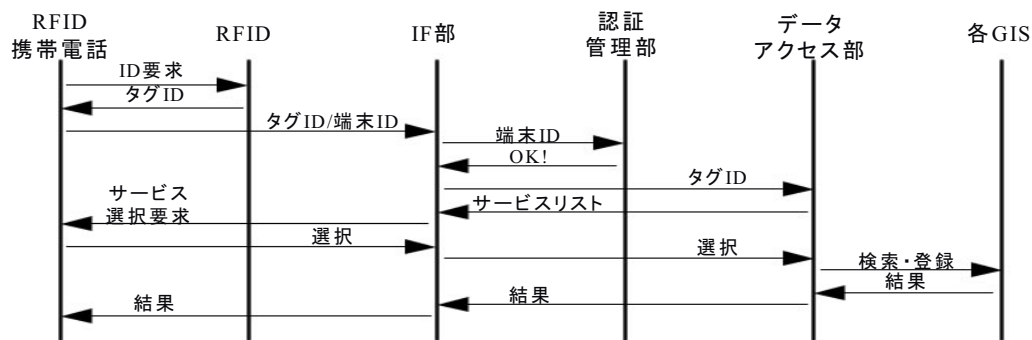 RFID
携帯電話
RFID
IF部
認証
管理部
データ
アクセス部
各GIS
ID要求
タグID
タグID/端末ID
端末ID
OK!
タグID
サービスリスト
サービス
選択要求
選択
選択
検索・登録
結果
結果
結果